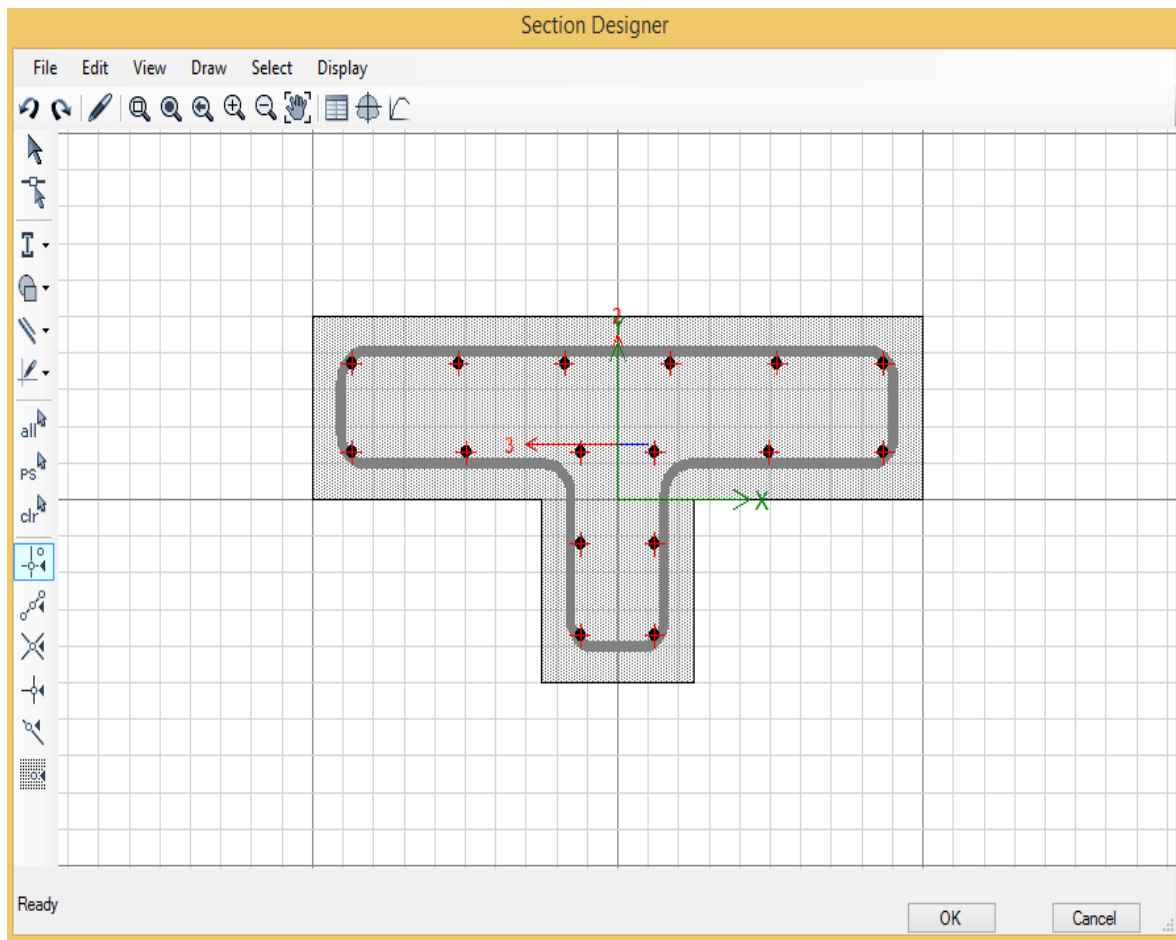 Section Designer
File Edit View Draw Select Display
all
PS
clr
2
Y
3
X
Ready
OK Cancel